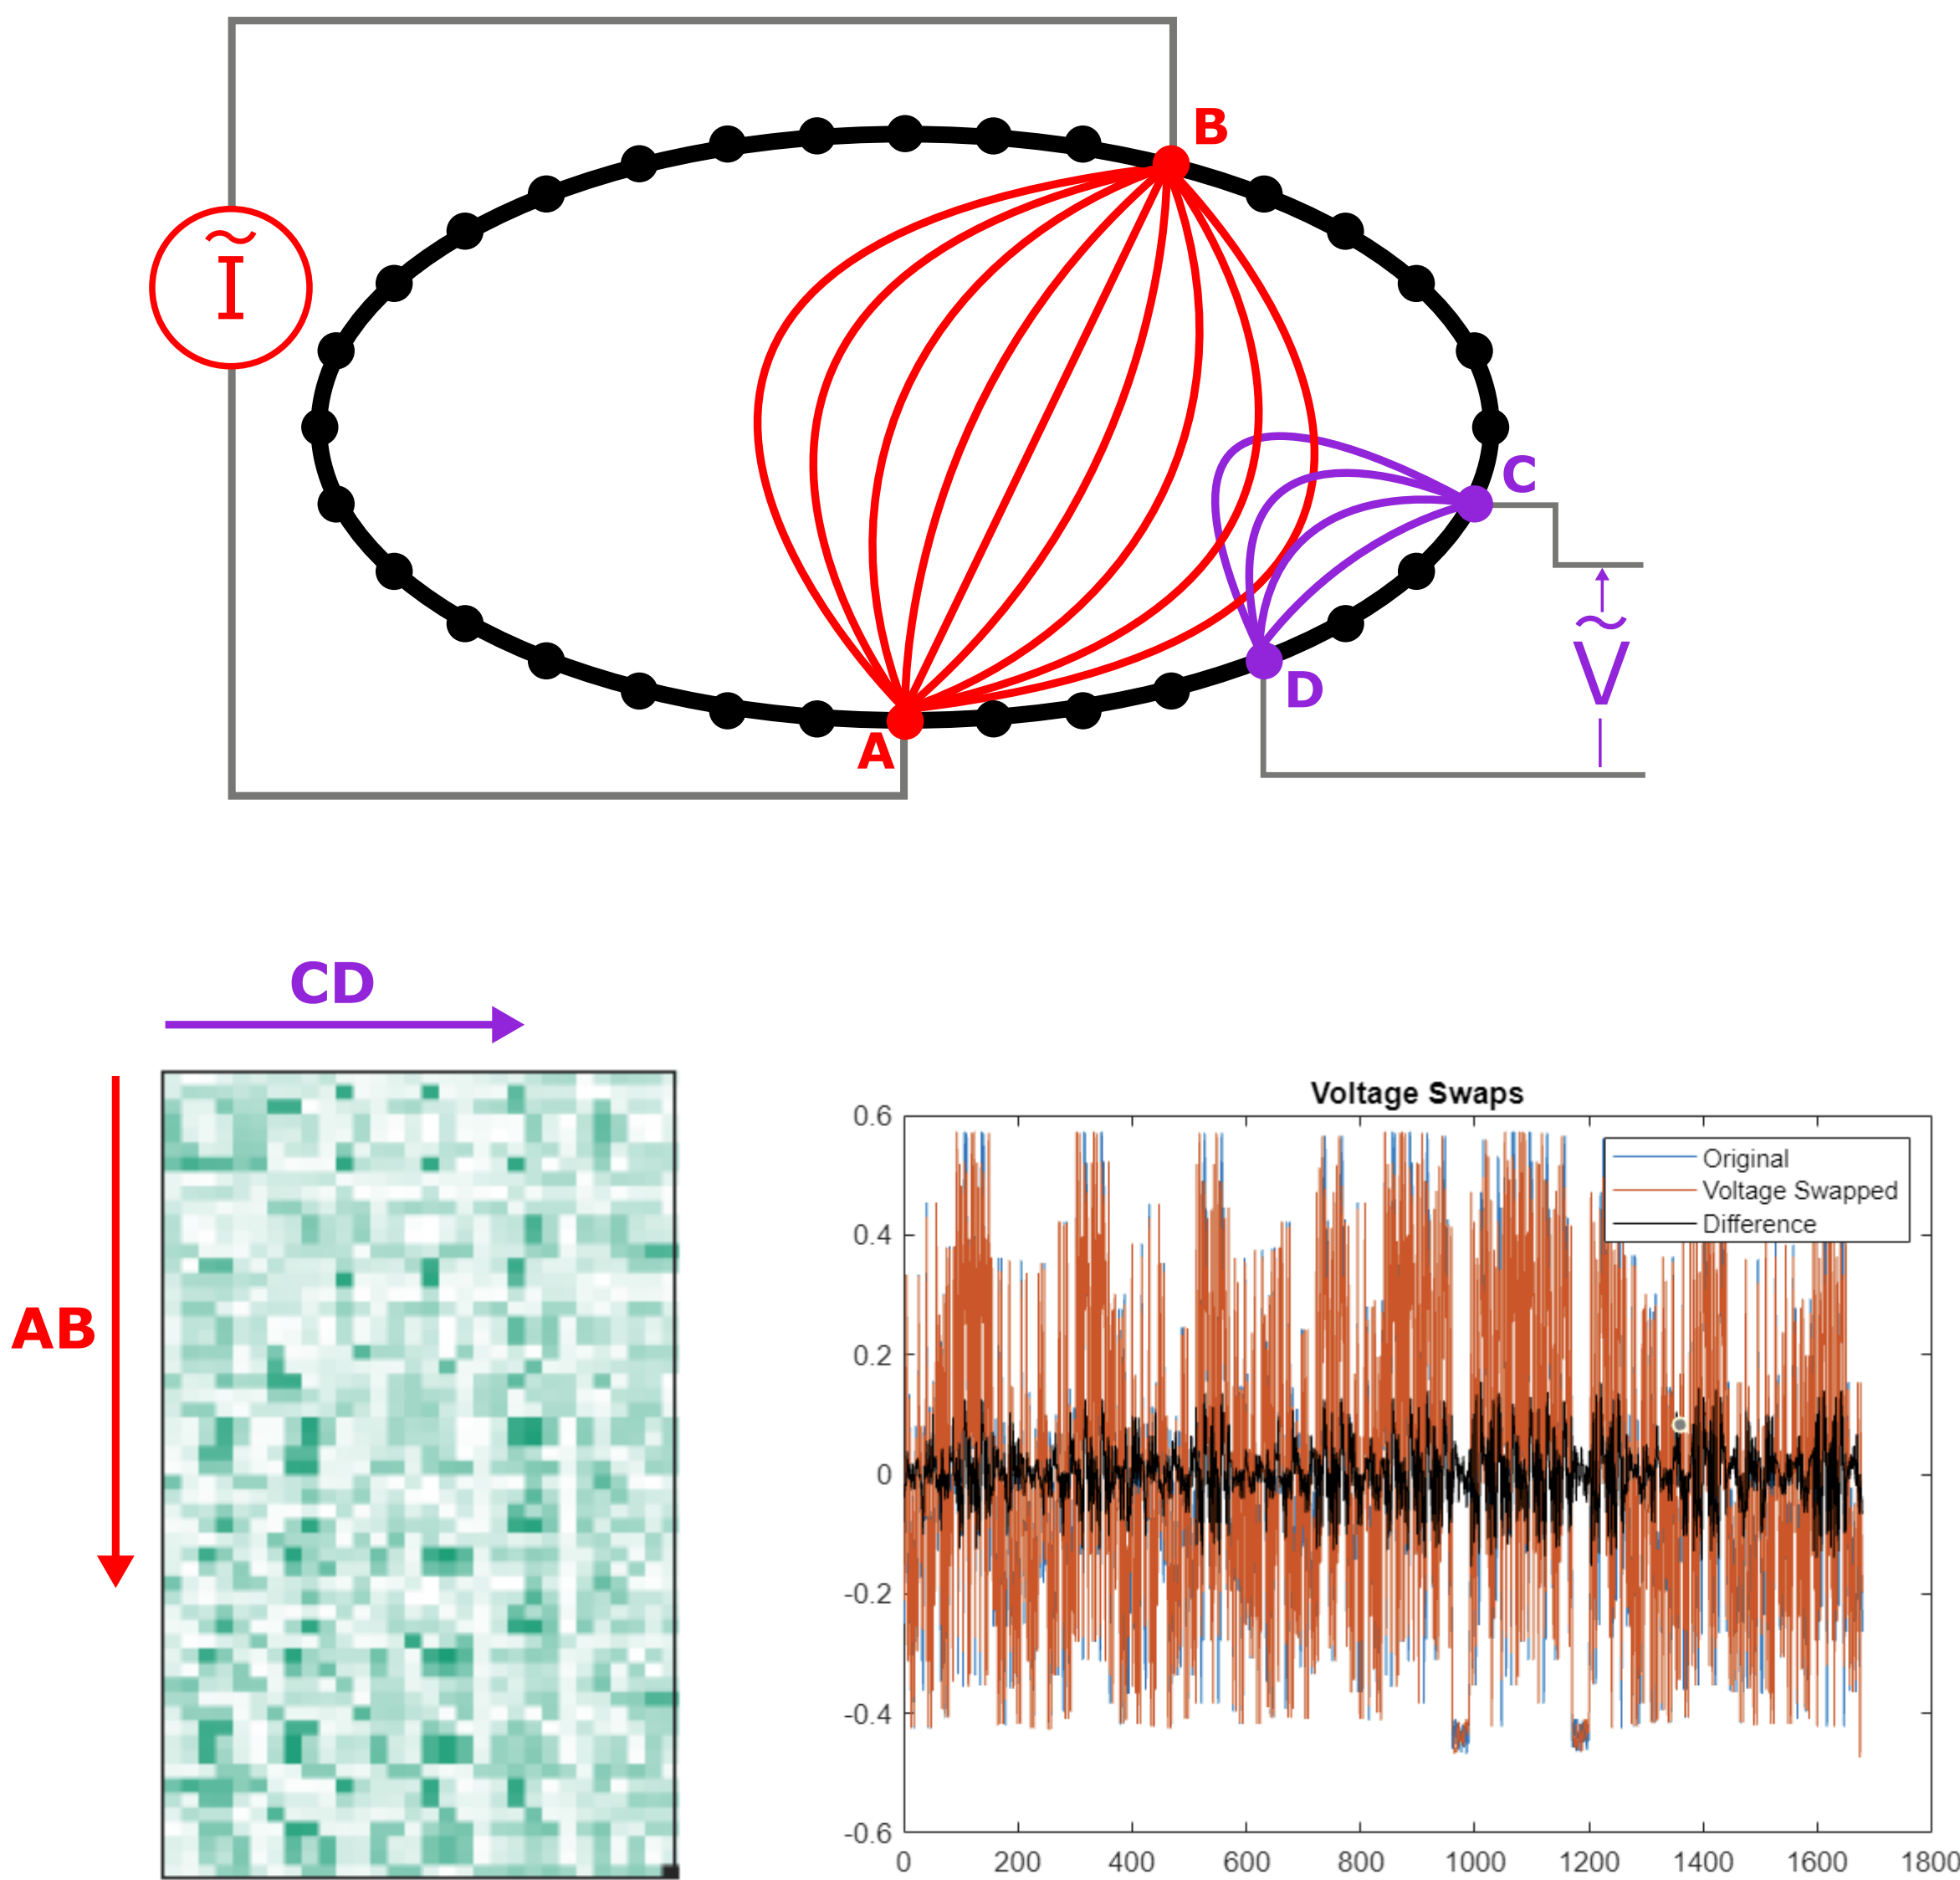 B
Ĩ
C
Ṽ
D
A
CD
AB
Voltage Swaps
Original
Voltage Swapped
Difference
0.6
0.4
0.2
0
-0.2
-0.4
-0.6
0 200 400 600 800 1000 1200 1400 1600 1800